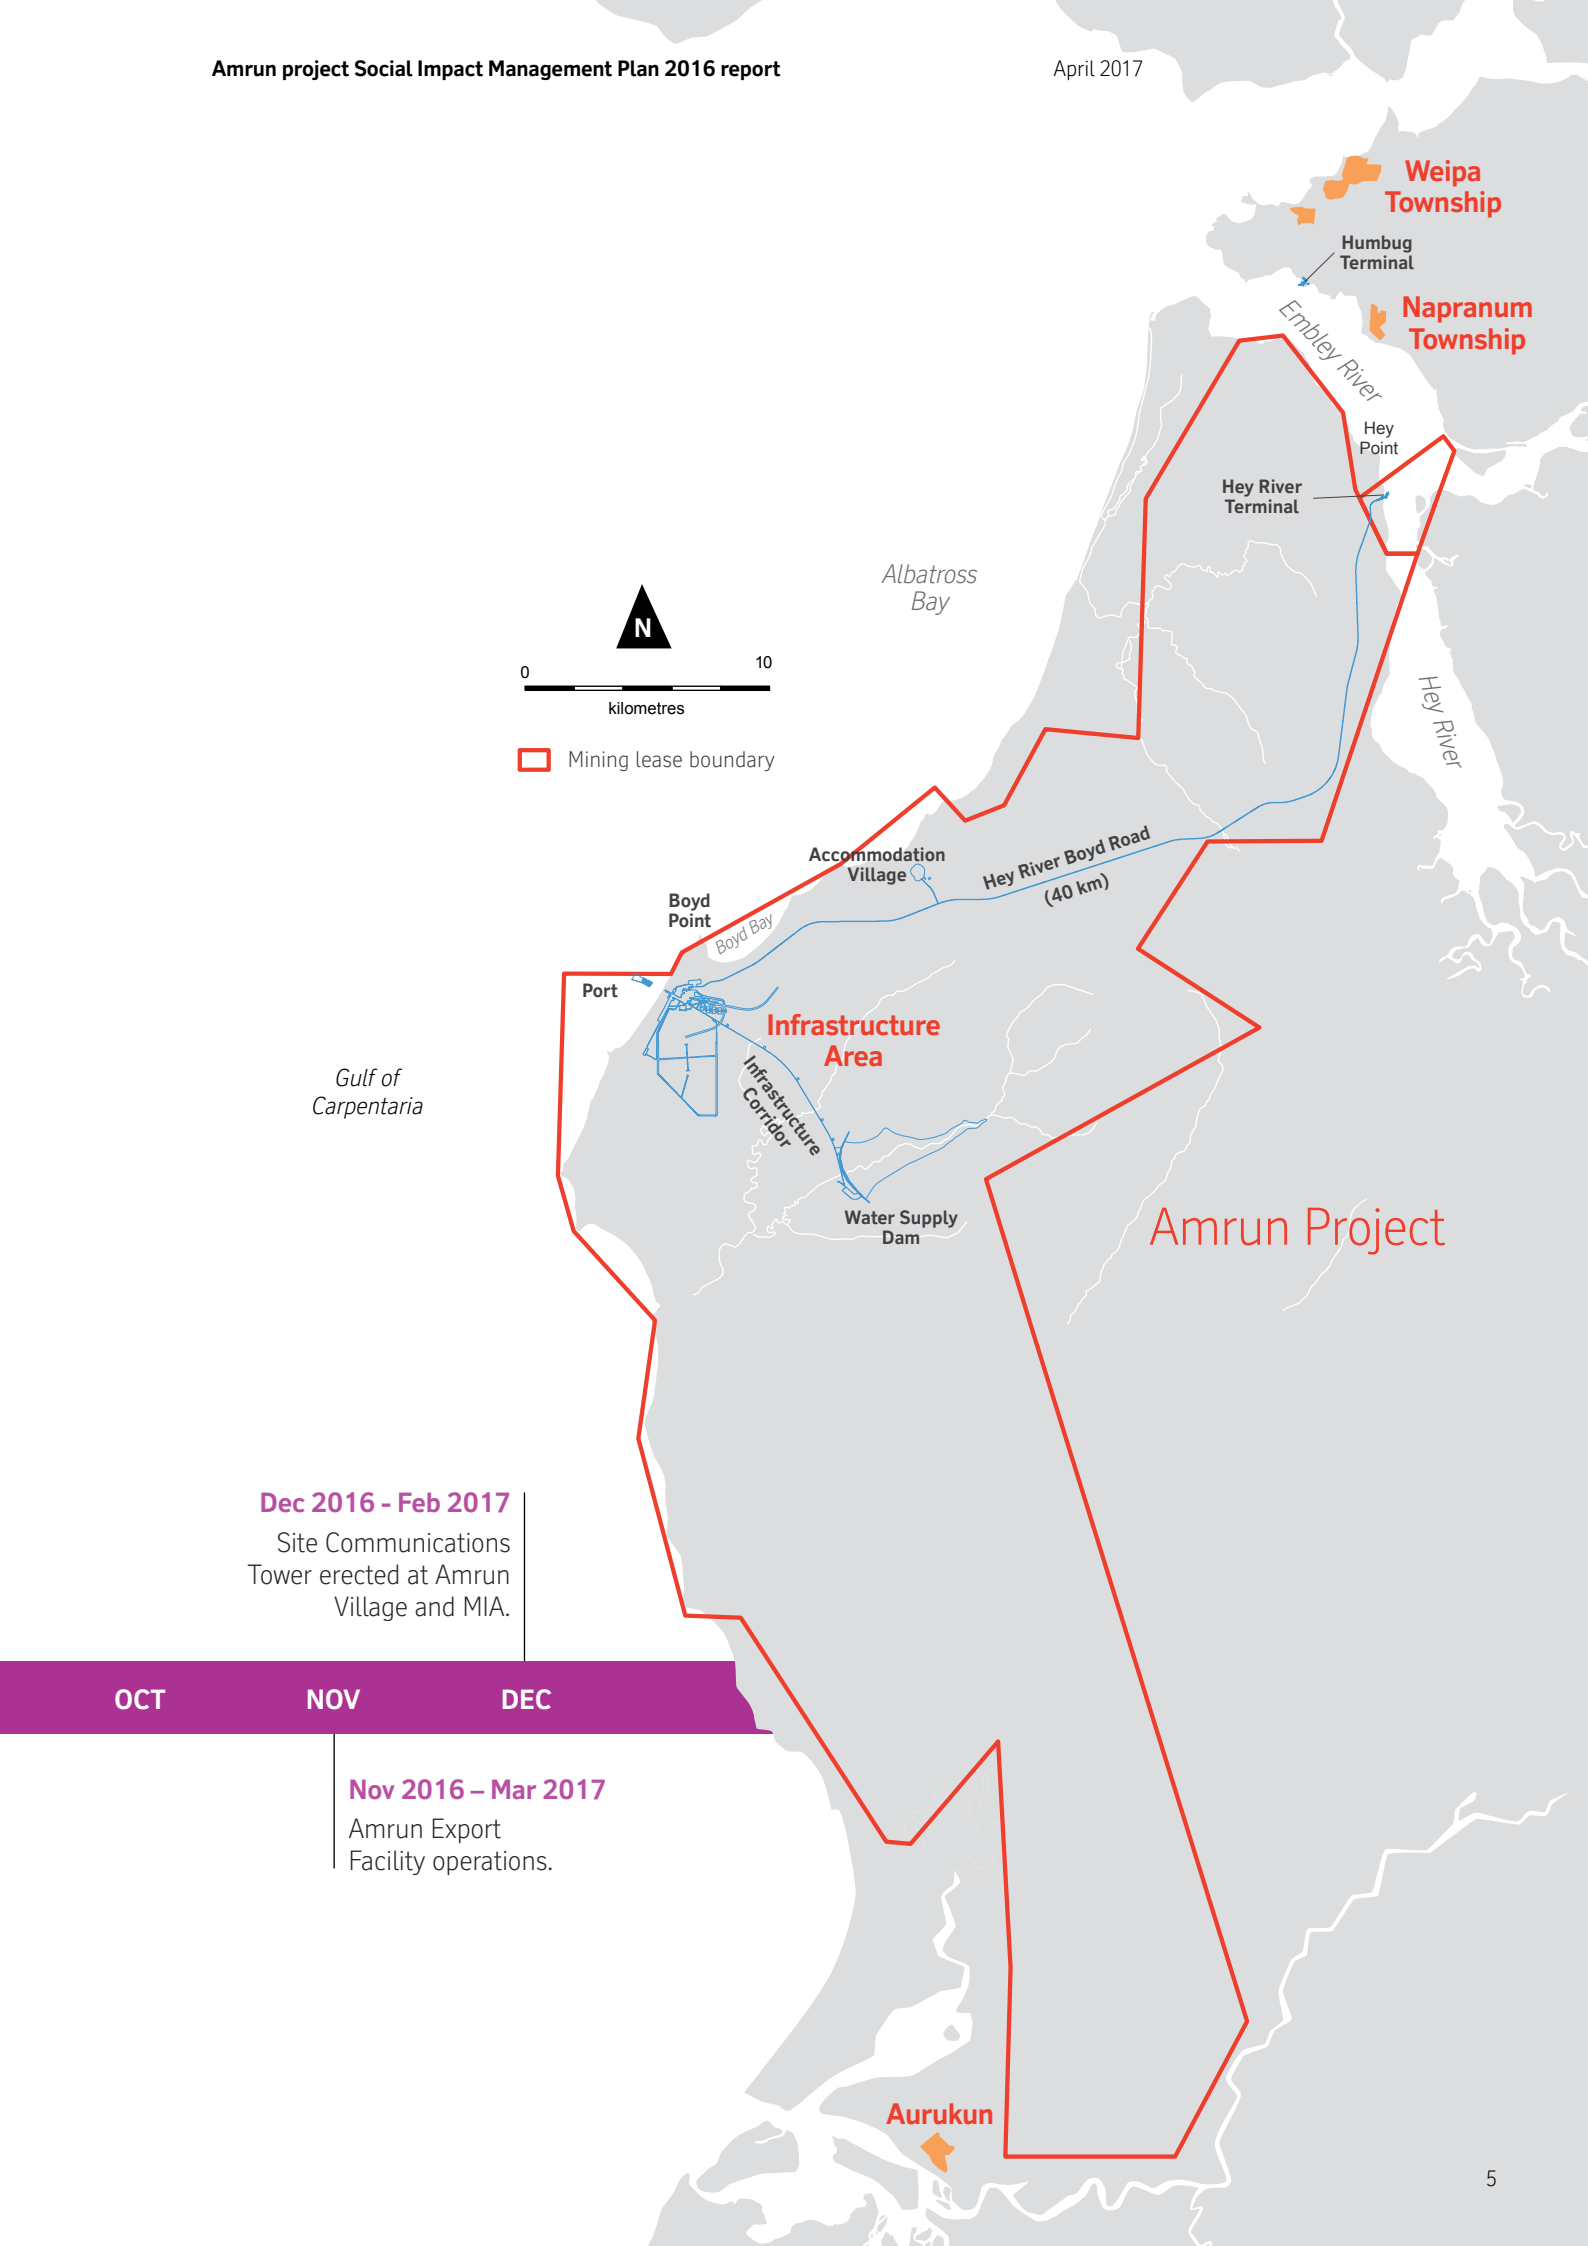 Amrun project Social Impact Management Plan 2016 report
April 2017
Weipa
Township
Humbug
Terminal
Napranum
Township
Embley River
Hey
Point
Hey River
Terminal
Albatross
Bay
N
0
10
kilometres
Mining lease boundary
Hey River
Accommodation
Village
Hey River Boyd Road
(40 km)
Boyd
Point
Boyd Bay
Port
Infrastructure
Area
Infrastructure
Corridor
Gulf of
Carpentaria
Water Supply
Dam
Amrun Project
Dec 2016 - Feb 2017
Site Communications
Tower erected at Amrun
Village and MIA.
OCT
NOV
DEC
Nov 2016 – Mar 2017
Amrun Export
Facility operations.
Aurukun
5